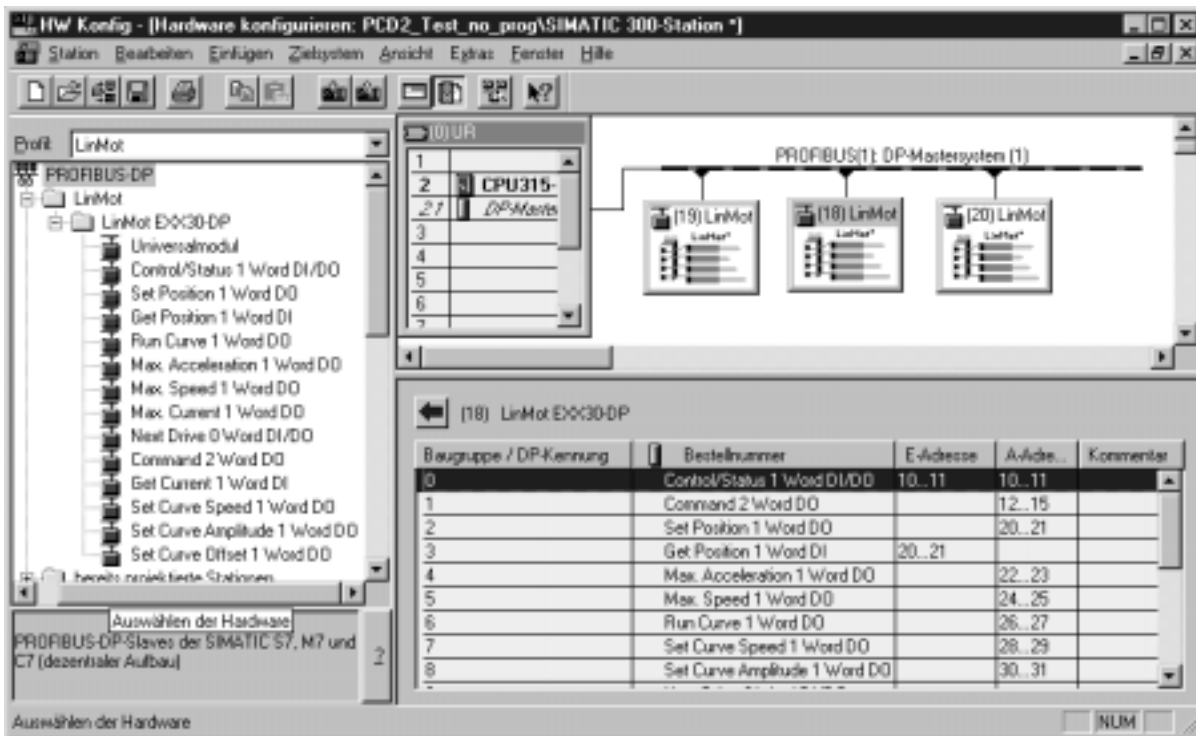 HW Konfig - [Hardware konfigurieren: PCD2_Test_no_prog\SIMATIC 300-Station *]
Station Bearbeiten Einfügen Zielsystem Ansicht Extras Fenster Hilfe
Profil: LinMot
PROFIBUS-DP
LinMot
LinMot EXX30-DP
Universalmodul
Control/Status 1 Word DI/DO
Set Position 1 Word DO
Get Position 1 Word DI
Run Curve 1 Word DO
Max. Acceleration 1 Word DO
Max. Speed 1 Word DO
Max. Current 1 Word DO
Next Drive 0 Word DI/DO
Command 2 Word DO
Get Current 1 Word DI
Set Curve Speed 1 Word DO
Set Curve Amplitude 1 Word DO
Set Curve Offset 1 Word DO
bereits projektierte Stationen
Auswählen der Hardware
PROFIBUS-DP-Slaves der SIMATIC S7, M7 und
C7 (dezentraler Aufbau)
(0) UR
1
2 CPU315-
2.1 DP-Master
3
4
5
6
7
PROFIBUS(1): DP-Mastersystem (1)
(19) LinMot
LinMot®
(18) LinMot
LinMot®
(20) LinMot
LinMot®
(18) LinMot EXX30-DP
Baugruppe / DP-Kennung Bestellnummer E-Adresse A-Adre... Kommentar
0 Control/Status 1 Word DI/DO 10...11 10...11
1 Command 2 Word DO 12...15
2 Set Position 1 Word DO 20...21
3 Get Position 1 Word DI 20...21
4 Max. Acceleration 1 Word DO 22...23
5 Max. Speed 1 Word DO 24...25
6 Run Curve 1 Word DO 26...27
7 Set Curve Speed 1 Word DO 28...29
8 Set Curve Amplitude 1 Word DO 30...31
Auswählen der Hardware
NUM